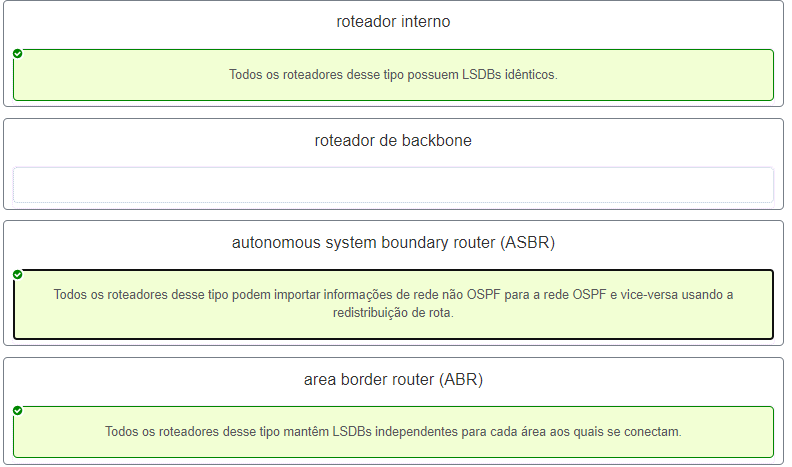 roteador interno
Todos os roteadores desse tipo possuem LSDBs idênticos.
roteador de backbone
autonomous system boundary router (ASBR)
Todos os roteadores desse tipo podem importar informações de rede não OSPF para a rede OSPF e vice-versa usando a
redistribuição de rota.
area border router (ABR)
Todos os roteadores desse tipo mantêm LSDBs independentes para cada área aos quais se conectam.